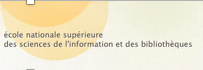 école nationale supérieure
des sciences de l'information et des bibliothèques